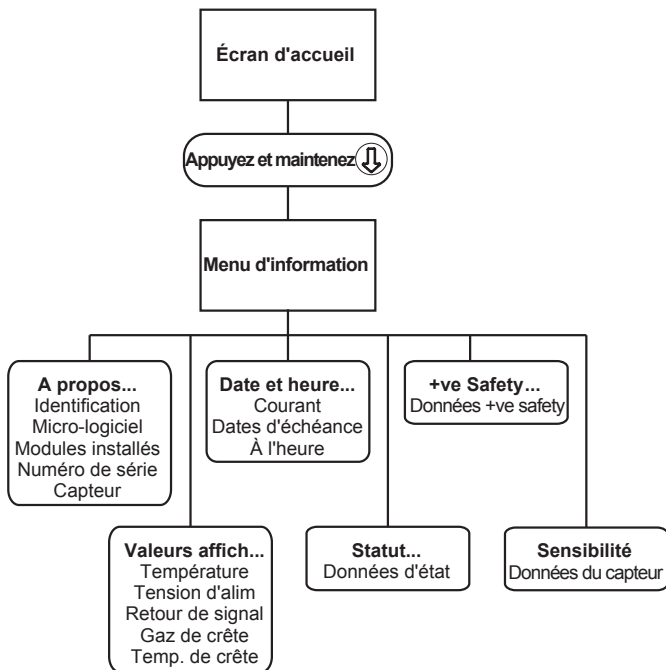 Écran d'accueil
Appuyez et maintenez
Menu d'information
A propos...
Identification
Micro-logiciel
Modules installés
Numéro de série
Capteur
Date et heure...
Courant
Dates d'échéance
À l'heure
+ve Safety...
Données +ve safety
Valeurs affich...
Température
Tension d'alim
Retour de signal
Gaz de crête
Temp. de crête
Statut...
Données d'état
Sensibilité
Données du capteur